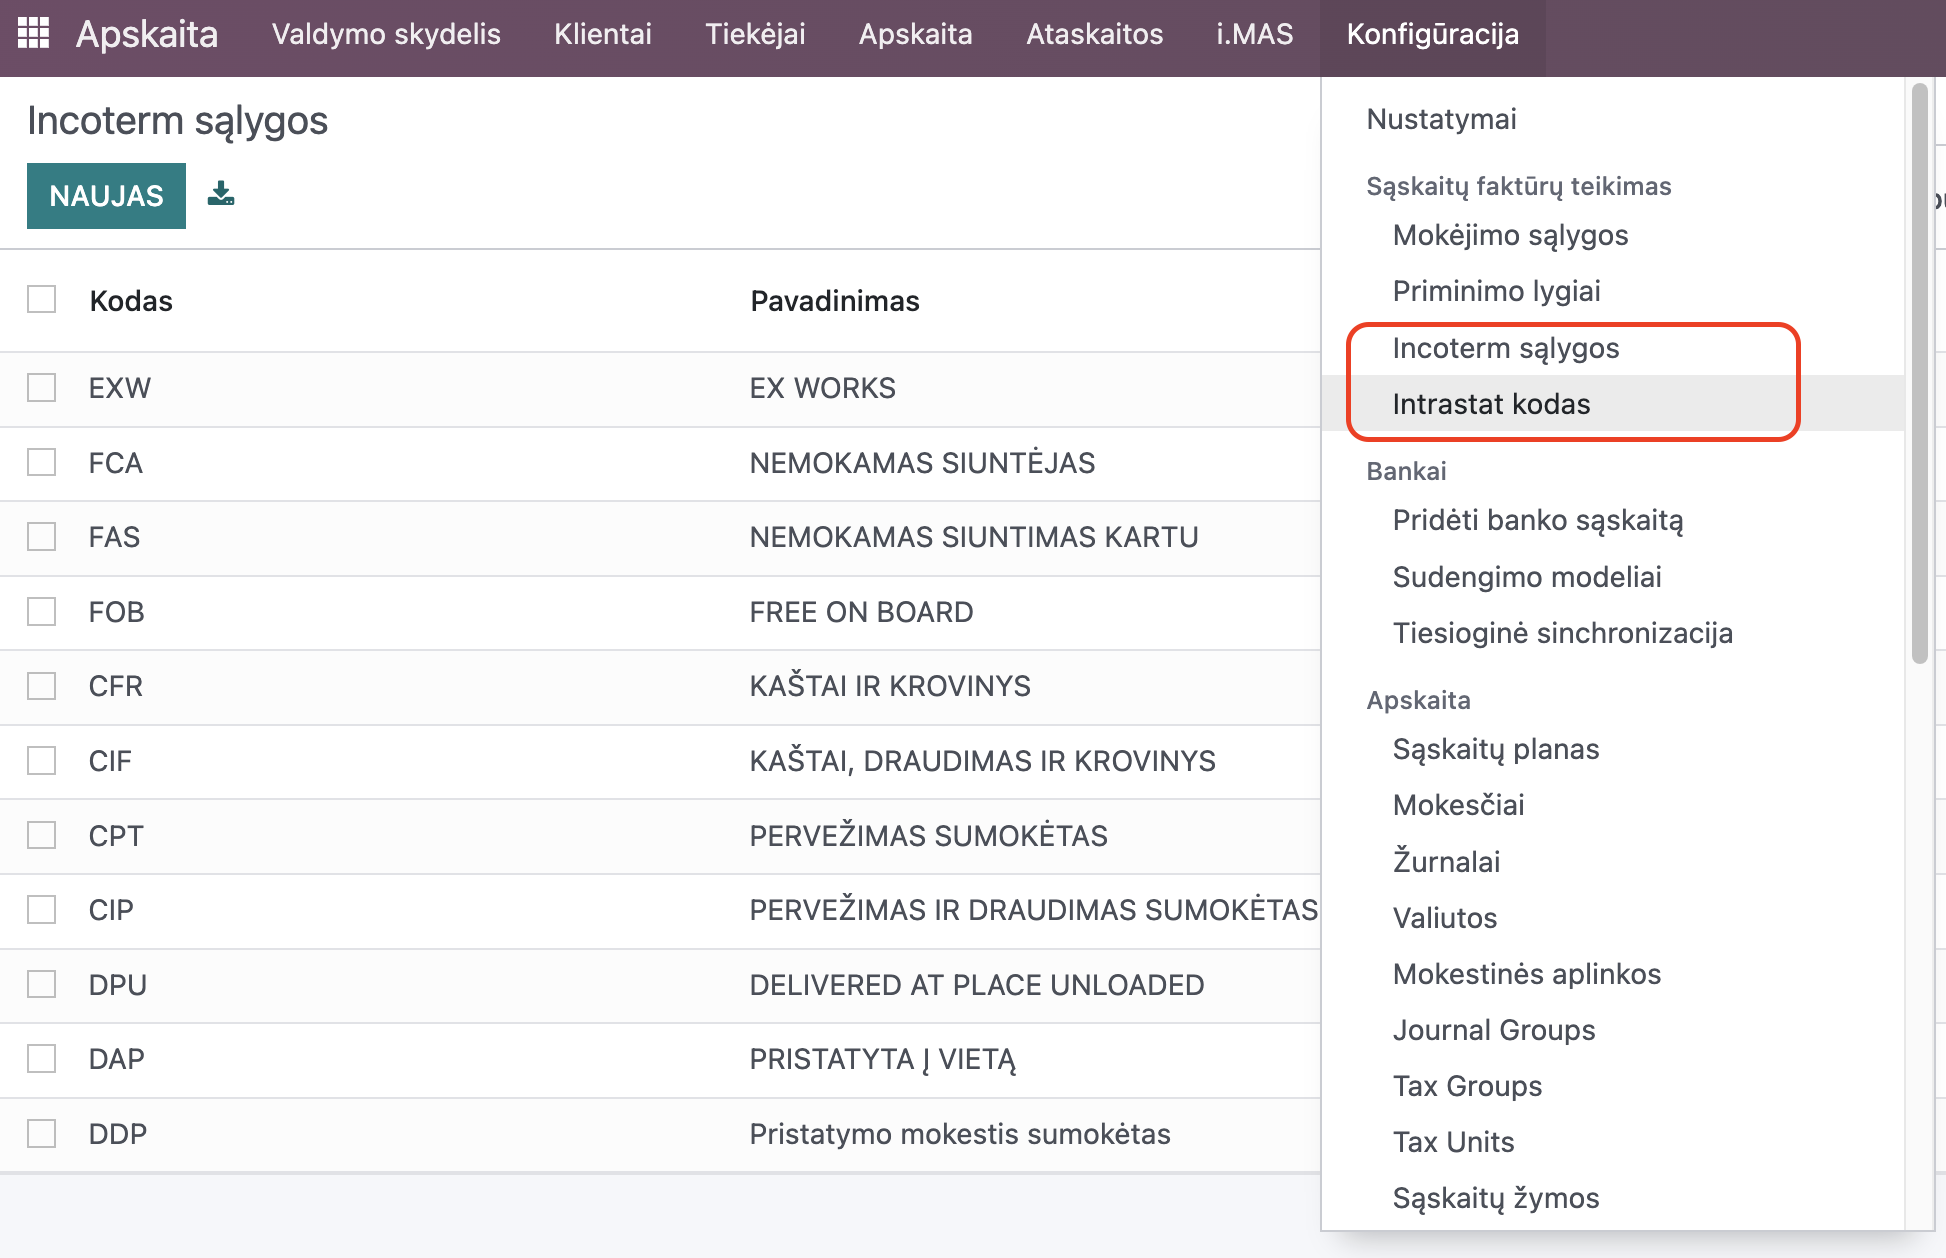 Apskaita Valdymo skydelis Klientai Tiekėjai Apskaita Ataskaitos i.MAS Konfigūracija
Incoterm sąlygos
NAUJAS
Kodas Pavadinimas
EXW EX WORKS
FCA NEMOKAMAS SIUNTĖJAS
FAS NEMOKAMAS SIUNTIMAS KARTU
FOB FREE ON BOARD
CFR KAŠTAI IR KROVINYS
CIF KAŠTAI, DRAUDIMAS IR KROVINYS
CPT PERVEŽIMAS SUMOKĖTAS
CIP PERVEŽIMAS IR DRAUDIMAS SUMOKĖTAS
DPU DELIVERED AT PLACE UNLOADED
DAP PRISTATYTA Į VIETĄ
DDP Pristatymo mokestis sumokėtas
Nustatymai
Sąskaitų faktūrų teikimas
Mokėjimo sąlygos
Priminimo lygiai
Incoterm sąlygos
Intrastat kodas
Bankai
Pridėti banko sąskaitą
Sudengimo modeliai
Tiesioginė sinchronizacija
Apskaita
Sąskaitų planas
Mokesčiai
Žurnalai
Valiutos
Mokestinės aplinkos
Journal Groups
Tax Groups
Tax Units
Sąskaitų žymos